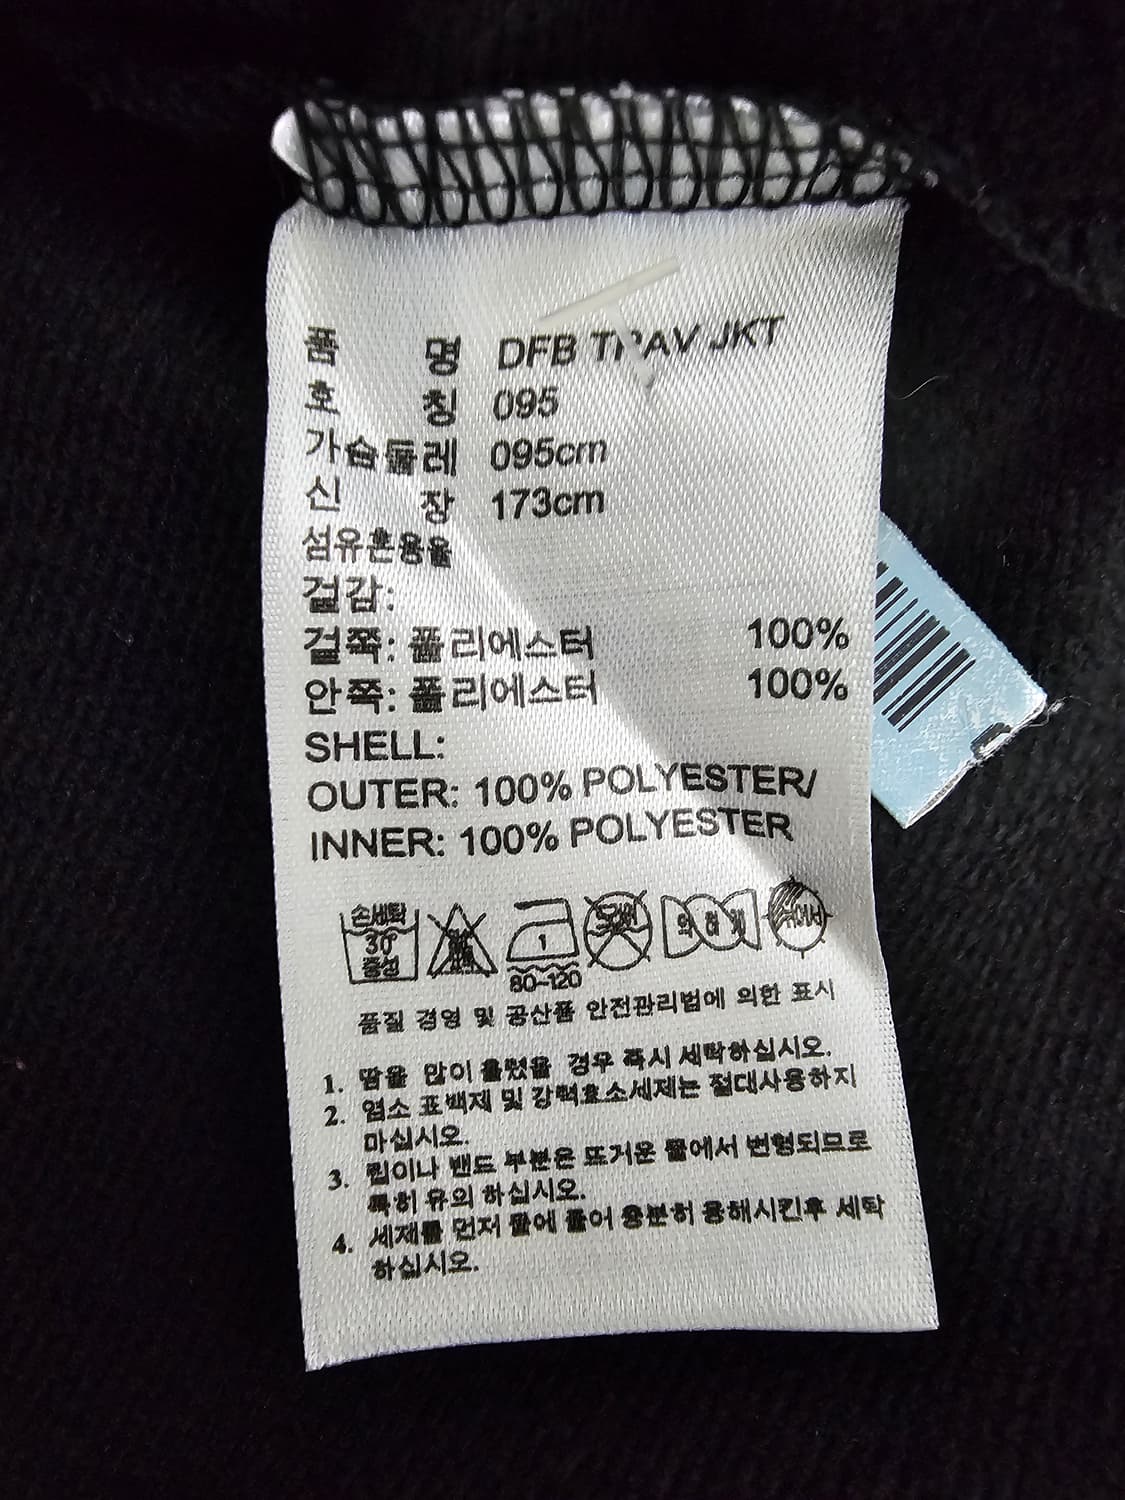 품 명 DFB TRAV JKT
호 칭 095
가슴둘레 095cm
신 장 173cm
섬유혼용율
겉감:
겉쪽: 폴리에스터 100%
안쪽: 폴리에스터 100%
SHELL:
OUTER: 100% POLYESTER/
INNER: 100% POLYESTER
손세탁
30°
중성
1
80~120
품질 경영 및 공산품 안전관리법에 의한 표시
1. 땀을 많이 흘렸을 경우 즉시 세탁하십시오.
2. 염소 표백제 및 강력효소세제는 절대사용하지
마십시오.
3. 립이나 밴드 부분은 뜨거운 물에서 변형되므로
특히 유의 하십시오.
4. 세제를 먼저 물에 풀어 충분히 용해시킨후 세탁
하십시오.